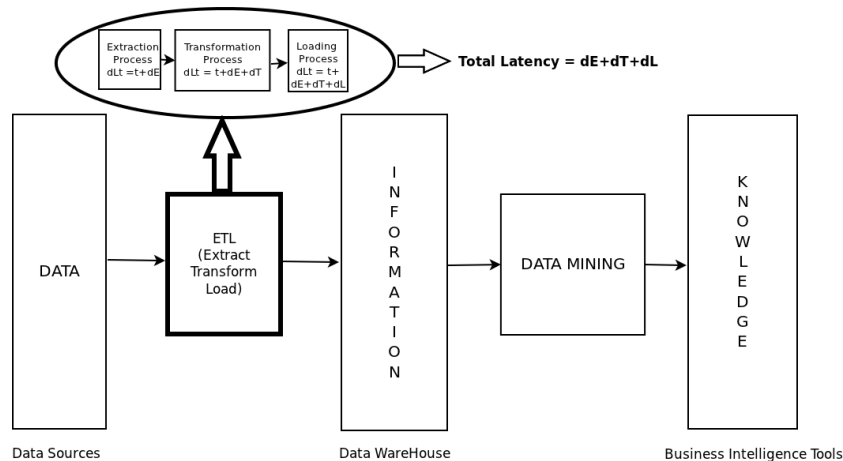 Extraction
Process
dLt =t+dE
Transformation
Process
dLt = t+dE+dT
Loading
Process
dLt = t+
dE+dT+dL
Total Latency = dE+dT+dL
DATA
ETL
(Extract
Transform
Load)
I
N
F
O
R
M
A
T
I
O
N
DATA MINING
K
N
O
W
L
E
D
G
E
Data Sources
Data WareHouse
Business Intelligence Tools